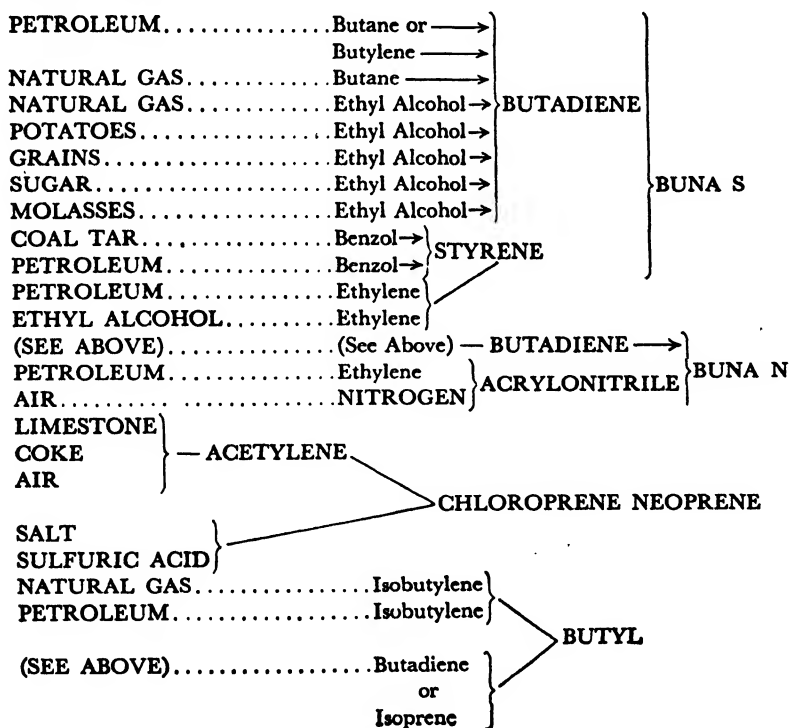 PETROLEUM...............Butane or → 
Butylene →
NATURAL GAS.............Butane →
NATURAL GAS.............Ethyl Alcohol→ BUTADIENE
POTATOES................Ethyl Alcohol→
GRAINS..................Ethyl Alcohol→
SUGAR...................Ethyl Alcohol→ BUNA S
MOLASSES................Ethyl Alcohol→
COAL TAR................Benzol→ STYRENE
PETROLEUM...............Benzol→
PETROLEUM...............Ethylene
ETHYL ALCOHOL...........Ethylene
(SEE ABOVE).............(See Above) — BUTADIENE → BUNA N
PETROLEUM...............Ethylene ACRYLONITRILE
AIR.. .............NITROGEN
LIMESTONE
COKE — ACETYLENE
AIR
CHLOROPRENE NEOPRENE
SALT
SULFURIC ACID
NATURAL GAS................Isobutylene
PETROLEUM..................Isobutylene
BUTYL
(SEE ABOVE)................Butadiene
or
Isoprene